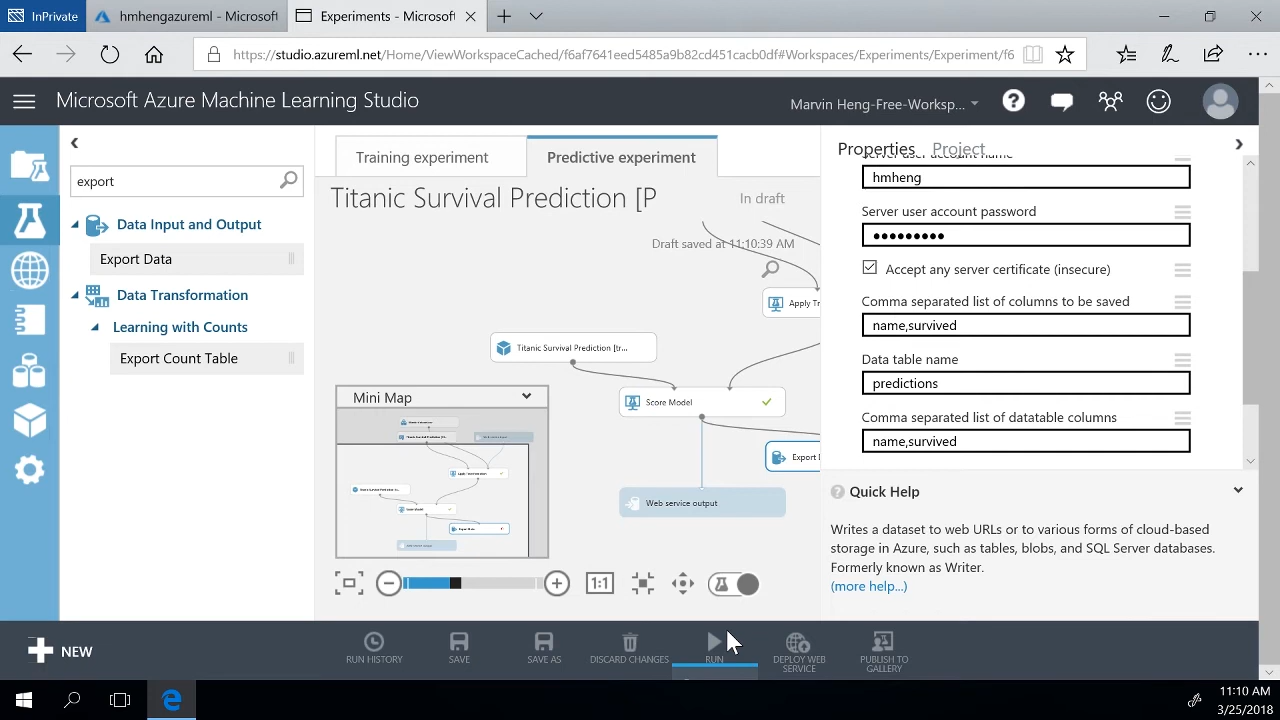 InPrivate
hmhengazureml - Microsoft
Experiments - Microsof
https://studio.azureml.net/Home/ViewWorkspaceCached/f6af7641eed5485a9b82cd451cacb0df#Workspaces/Experiments/Experiment/f6
Microsoft Azure Machine Learning Studio
Marvin Heng-Free-Worksp...
export
Data Input and Output
Export Data
Data Transformation
Learning with Counts
Export Count Table
Training experiment
Predictive experiment
Titanic Survival Prediction [P
In draft
Draft saved at 11:10:39 AM
Apply Tr
Titanic Survival Prediction [tr...
Score Model
Export D
Web service output
Mini Map
1:1
Properties
Project
Server user account name
hmheng
Server user account password
Accept any server certificate (insecure)
Comma separated list of columns to be saved
name,survived
Data table name
predictions
Comma separated list of datatable columns
name,survived
Quick Help
Writes a dataset to web URLs or to various forms of cloud-based
storage in Azure, such as tables, blobs, and SQL Server databases.
Formerly known as Writer.
(more help...)
NEW
RUN HISTORY
SAVE
SAVE AS
DISCARD CHANGES
RUN
DEPLOY WEB
SERVICE
PUBLISH TO
GALLERY
11:10 AM
3/25/2018